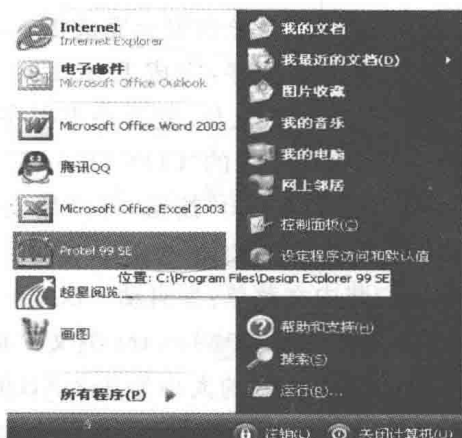 Internet
Internet Explorer
电子邮件
Microsoft Office Outlook
Microsoft Office Word 2003
腾讯QQ
Microsoft Office Excel 2003
Protel 99 SE
位置: C:\Program Files\Design Explorer 99 SE
超星阅览
画图
所有程序(P)
我的文档
我最近的文档(D)
图片收藏
我的音乐
我的电脑
网上邻居
控制面板(C)
设定程序访问和默认值
帮助和支持(H)
搜索(S)
运行(R)...
注销(L)
关闭计算机(U)